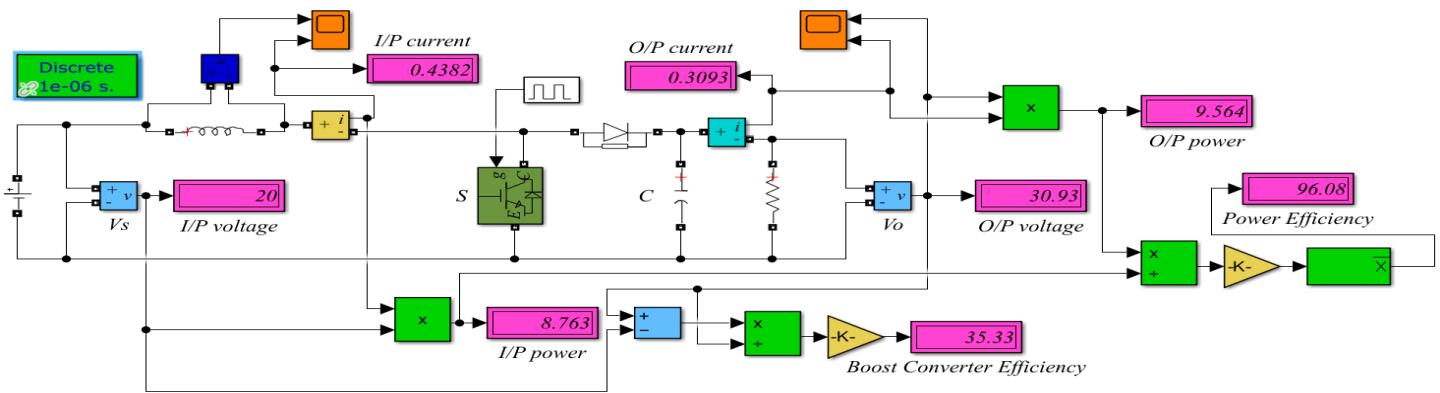 Discrete
1e-06 s.
I/P current
0.4382
O/P current
0.3093
+ i
-
Vs
+ v
-
20
I/P voltage
S
g
C
E
C
+ i
-
Vo
+ v
-
30.93
O/P voltage
×
9.564
O/P power
96.08
Power Efficiency
×
÷
-K-
x
×
8.763
I/P power
+
−
×
÷
-K-
35.33
Boost Converter Efficiency